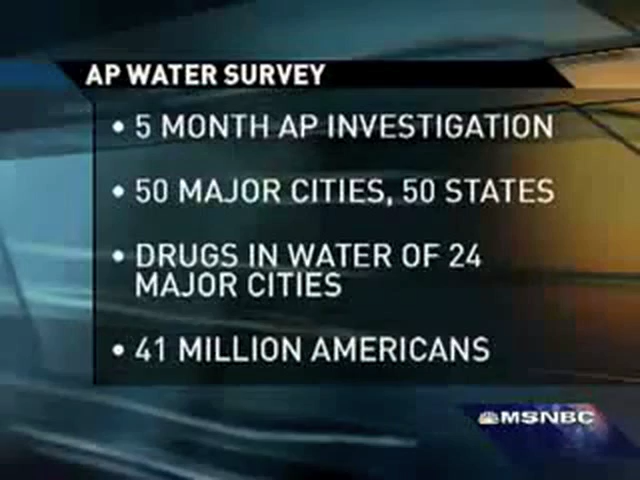 AP WATER SURVEY
• 5 MONTH AP INVESTIGATION
• 50 MAJOR CITIES, 50 STATES
• DRUGS IN WATER OF 24
MAJOR CITIES
• 41 MILLION AMERICANS
MSNBC